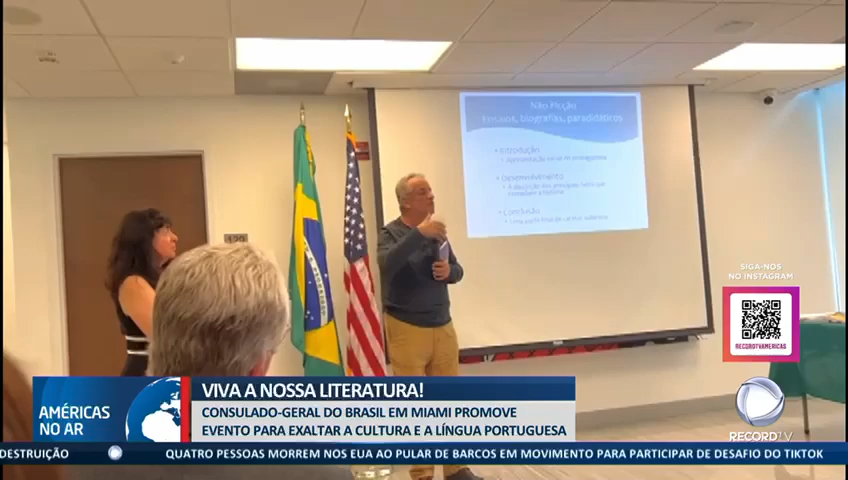 Não Ficção
Ensaios, biografias, paradidáticos
• Introdução
• Desenvolvimento
• Conclusão
120
SIGA-NOS
NO INSTAGRAM
RECORDTVAMERICAS
RECORDTV
AMÉRICAS
NO AR
VIVA A NOSSA LITERATURA!
CONSULADO-GERAL DO BRASIL EM MIAMI PROMOVE
EVENTO PARA EXALTAR A CULTURA E A LÍNGUA PORTUGUESA
DESTRUIÇÃO QUATRO PESSOAS MORREM NOS EUA AO PULAR DE BARCOS EM MOVIMENTO PARA PARTICIPAR DE DESAFIO DO TIKTOK